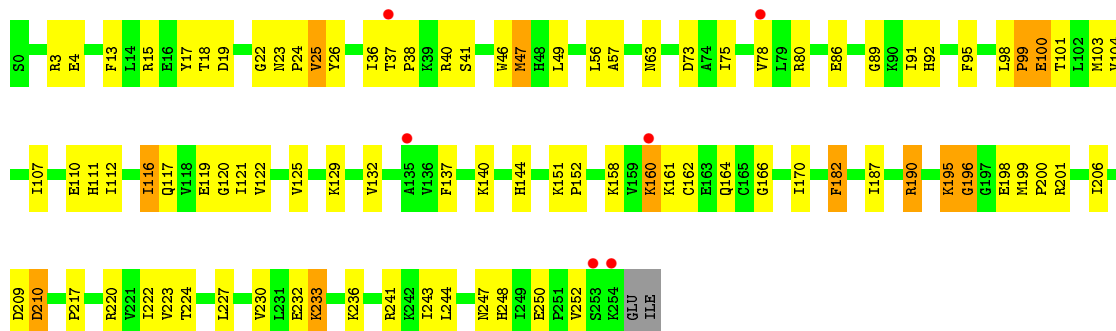 S0 R3 E4 F13 L14 R15 E16 Y17 T18 D19 G22 N23 P24 V25 Y26 I36 T37 P38 K39 R40 S41 W46 M47 H48 L49 L56 A57 N63 D73 A74 I75 V78 L79 R80 E86 G89 K90 I91 H92 F95 L98 P99 E100 T101 L102 M103 V104
I107 E110 H111 I112 I116 Q117 V118 E119 G120 I121 V122 V125 K129 V132 A135 V136 F137 K140 H144 K151 P152 K158 V159 K160 K161 C162 E163 Q164 C165 G166 I170 F182 I187 R190 K195 G196 G197 E198 M199 P200 R201 I206
D209 D210 P217 R220 V221 I222 V223 T224 L227 V230 L231 E232 K233 K236 R241 K242 I243 L244 N247 H248 I249 E250 P251 V252 S253 K254 GLU ILE